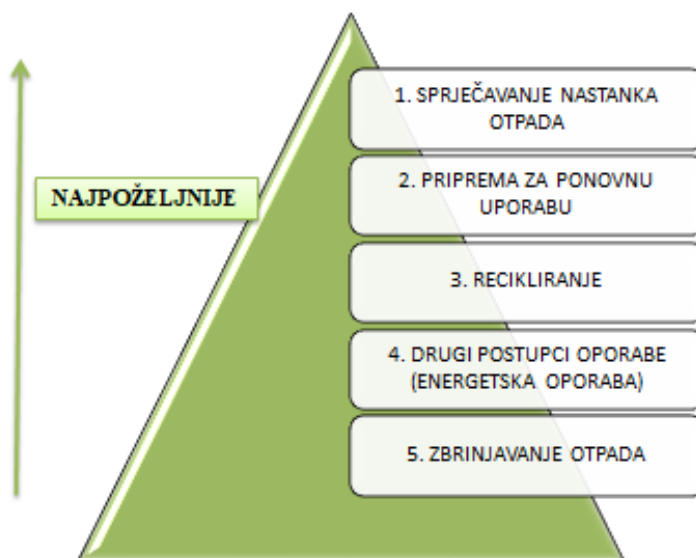 1. SPRJEČAVANJE NASTANKA
OTPADA
NAJPOŽELJNIJE
2. PRIPREMA ZA PONOVNU
UPORABU
3. RECIKLIRANJE
4. DRUGI POSTUPCI OPORABE
(ENERGETSKA OPORABA)
5. ZBRINJAVANJE OTPADA